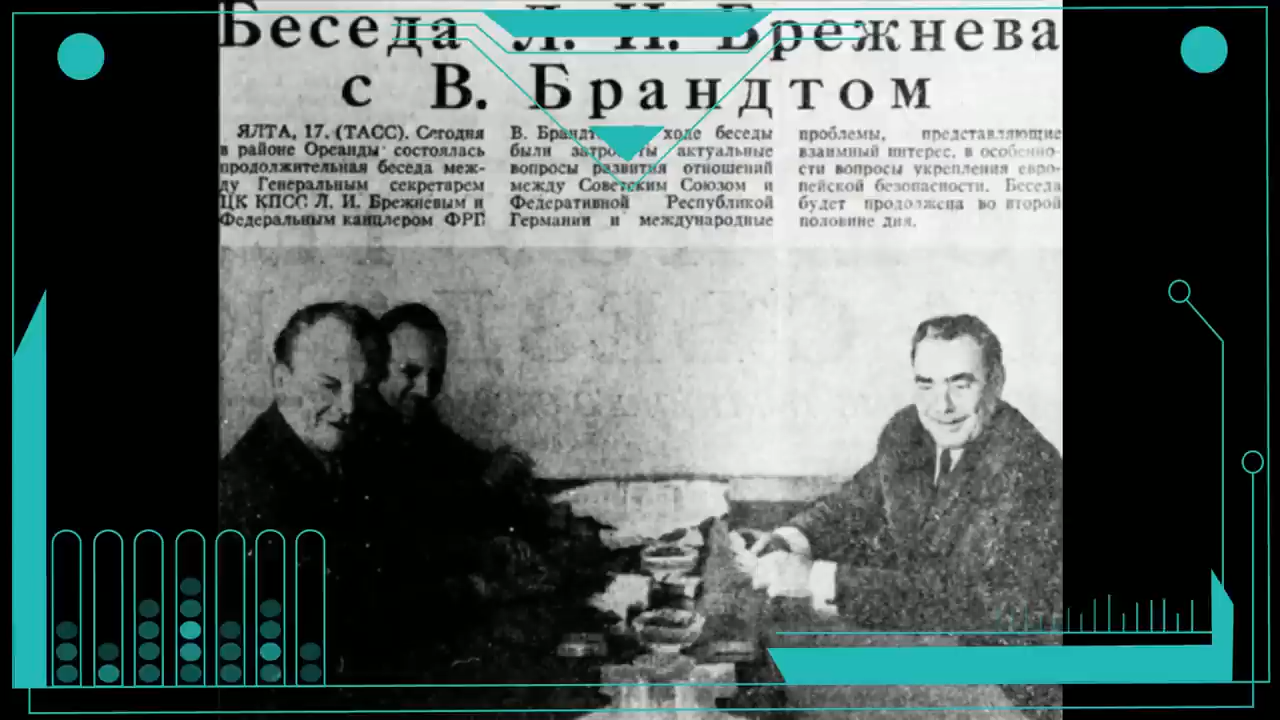 Беседа Л. И. Брежнева
с В. Брандтом
ЯЛТА, 17. (ТАСС). Сегодня
в районе Ореанды состоялась
продолжительная беседа меж-
ду Генеральным секретарем
ЦК КПСС Л. И. Брежневым и
Федеральным канцлером ФРГ
В. Брандтом. ходе беседы
были затронуты актуальные
вопросы развития отношений
между Советским Союзом и
Федеративной Республикой
Германии и международные
проблемы, представляющие
взаимный интерес, в особенно-
сти вопросы укрепления евро-
пейской безопасности. Беседа
будет продолжена во второй
половине дня.